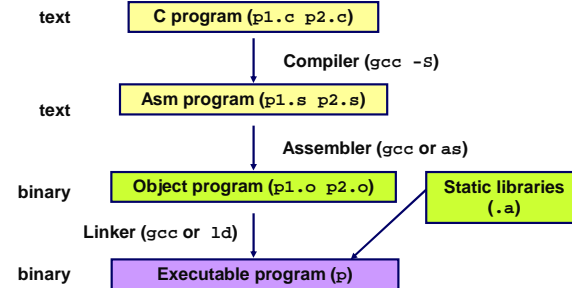 text
C program (p1.c p2.c)
Compiler (gcc -S)
text
Asm program (p1.s p2.s)
Assembler (gcc or as)
binary
Object program (p1.o p2.o)
Static libraries
(.a)
Linker (gcc or ld)
binary
Executable program (p)